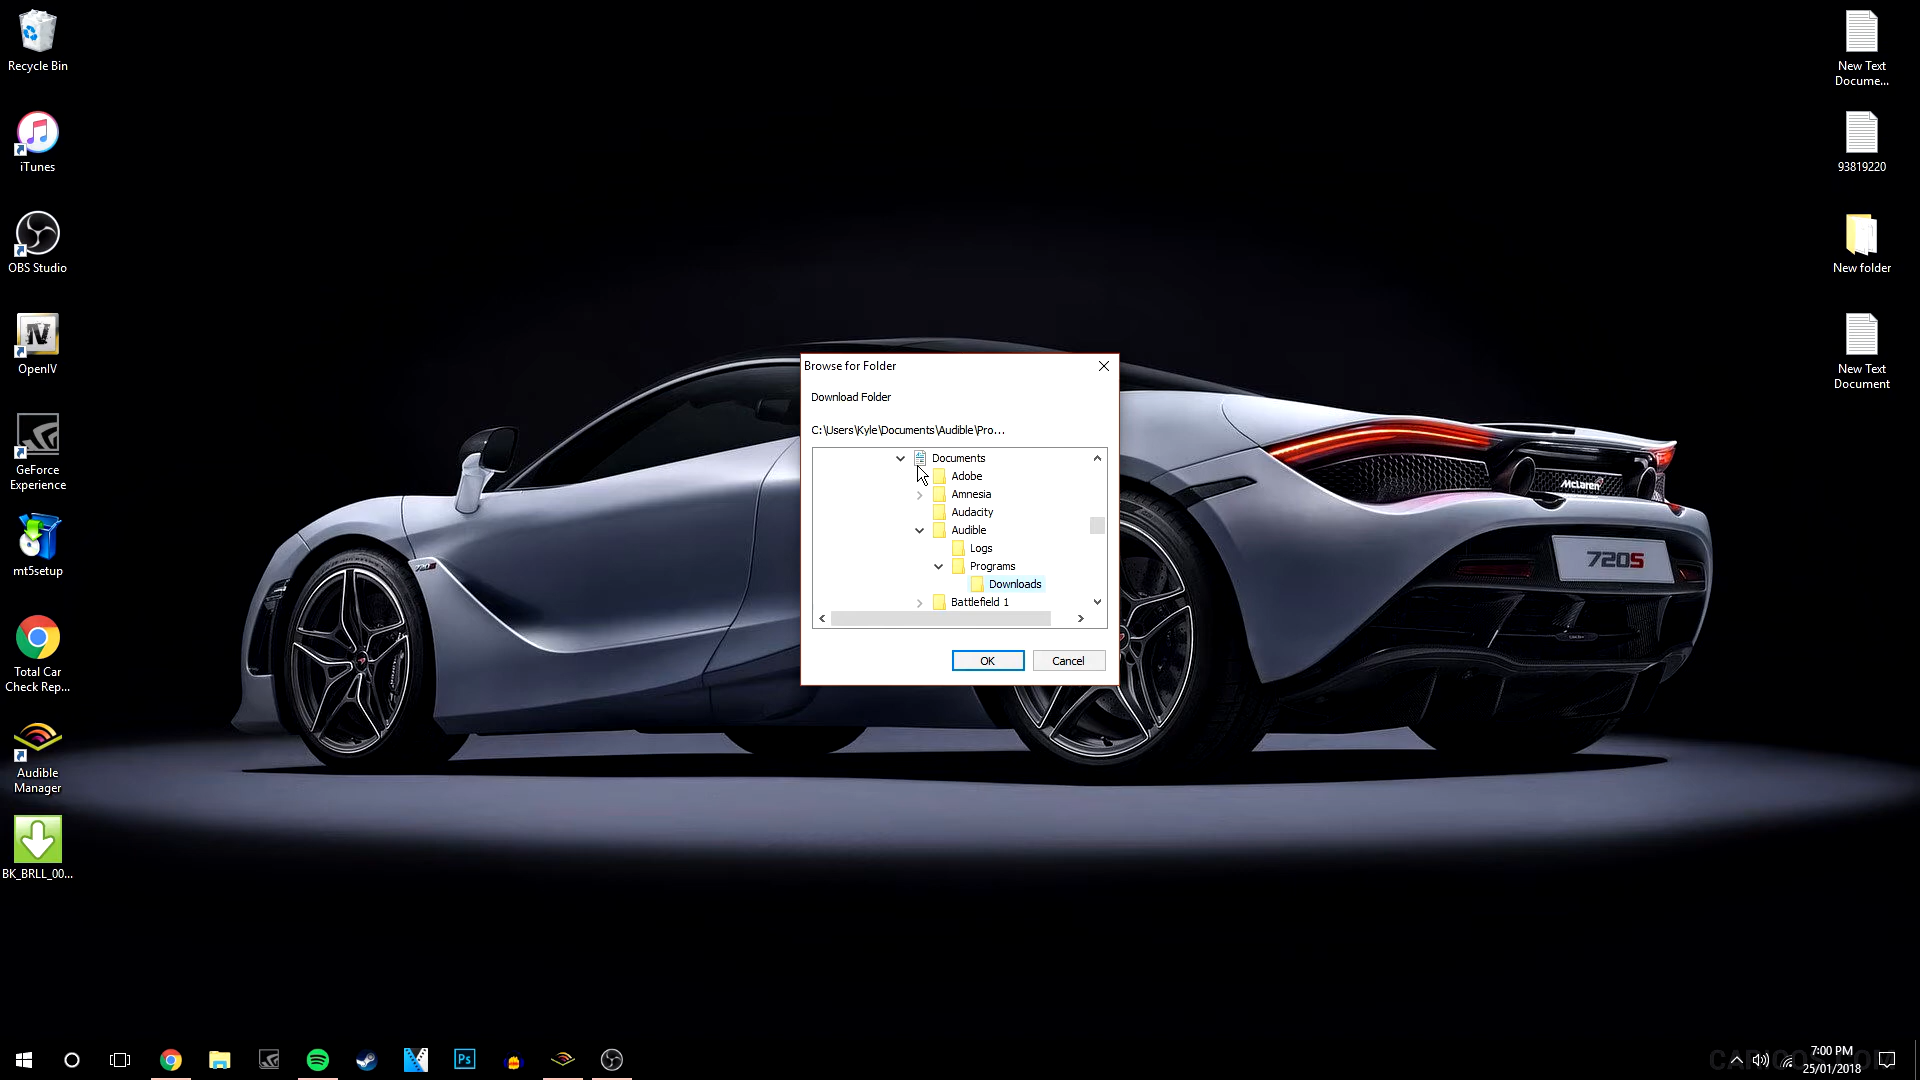 Recycle Bin
iTunes
OBS Studio
OpenIV
GeForce
Experience
mt5setup
Total Car
Check Rep...
Audible
Manager
BK_BRLL_00...
Browse for Folder
Download Folder
C:\Users\Kyle\Documents\Audible\Pro...
Documents
Adobe
Amnesia
Audacity
Audible
Logs
Programs
Downloads
Battlefield 1
OK
Cancel
McLaren
720S
New Text
Docume...
93819220
New folder
New Text
Document
Ps
7:00 PM
25/01/2018